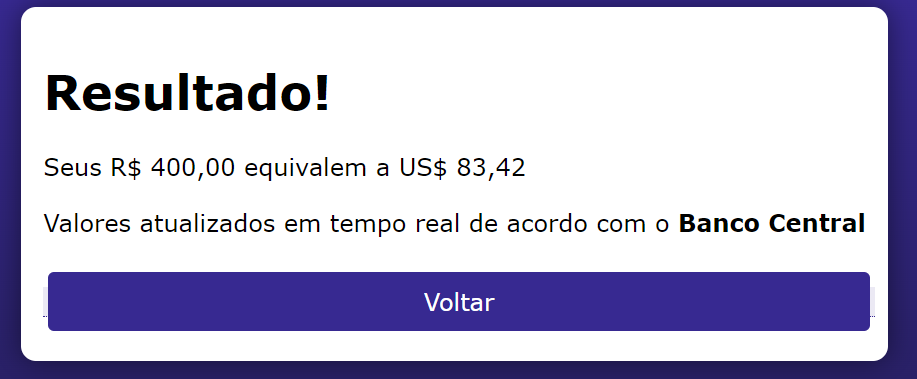 Resultado!
Seus R$ 400,00 equivalem a US$ 83,42
Valores atualizados em tempo real de acordo com o Banco Central
Voltar